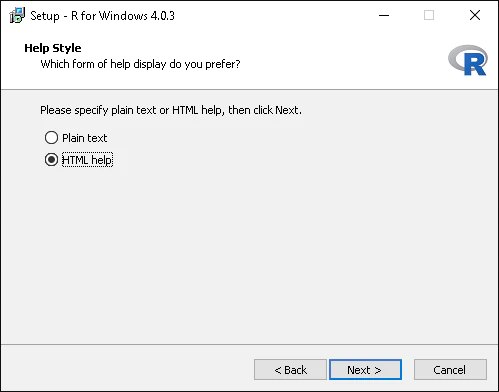 Setup - R for Windows 4.0.3
Help Style
Which form of help display do you prefer?
R
Please specify plain text or HTML help, then click Next.
Plain text
HTML help
< Back
Next >
Cancel